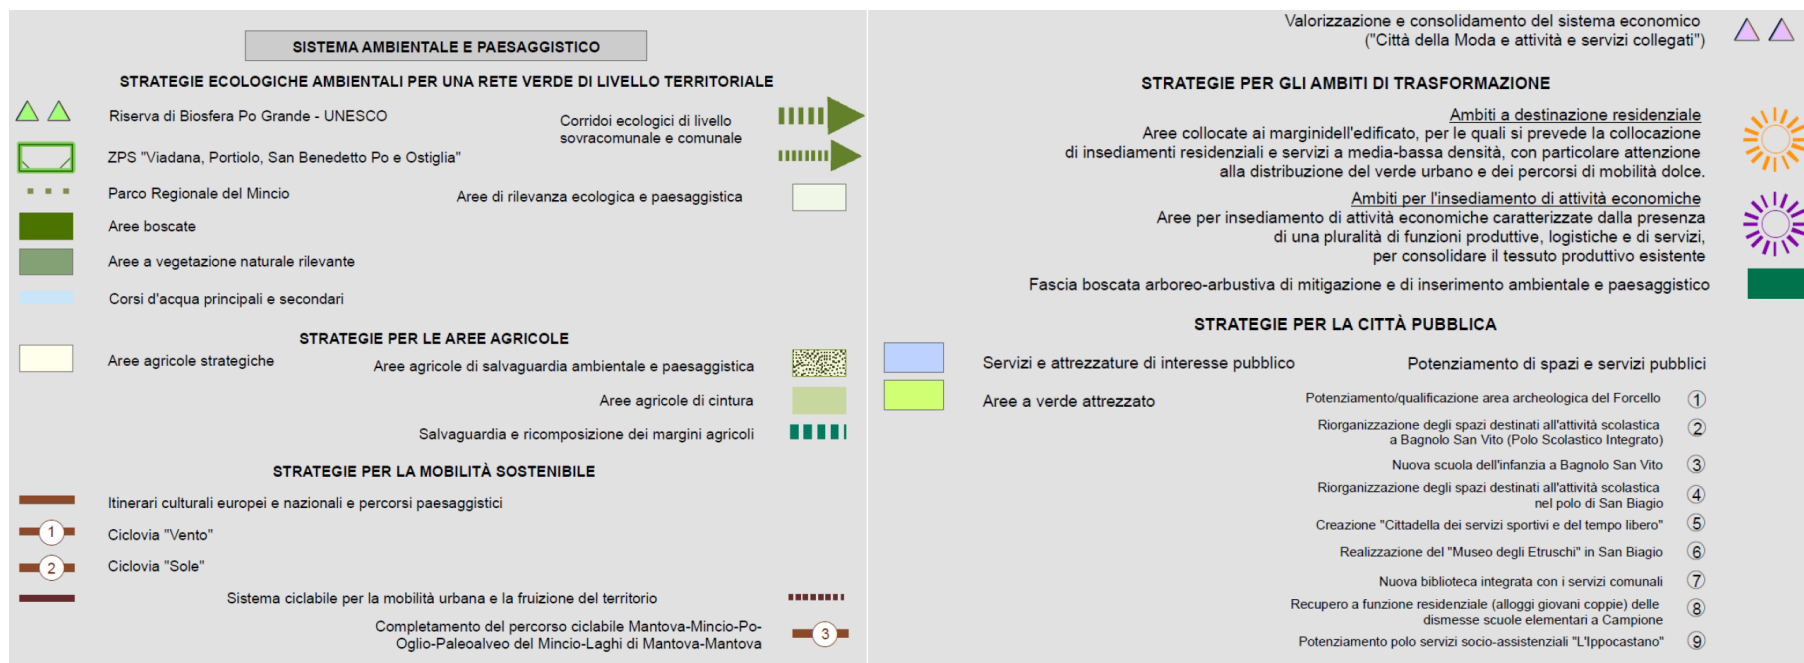 SISTEMA AMBIENTALE E PAESAGGISTICO
STRATEGIE ECOLOGICHE AMBIENTALI PER UNA RETE VERDE DI LIVELLO TERRITORIALE
Riserva di Biosfera Po Grande - UNESCO
Corridoi ecologici di livello
sovracomunale e comunale
ZPS "Viadana, Portiolo, San Benedetto Po e Ostiglia"
Parco Regionale del Mincio
Aree di rilevanza ecologica e paesaggistica
Aree boscate
Aree a vegetazione naturale rilevante
Corsi d'acqua principali e secondari
STRATEGIE PER LE AREE AGRICOLE
Aree agricole strategiche
Aree agricole di salvaguardia ambientale e paesaggistica
Aree agricole di cintura
Salvaguardia e ricomposizione dei margini agricoli
STRATEGIE PER LA MOBILITÀ SOSTENIBILE
Itinerari culturali europei e nazionali e percorsi paesaggistici
1 Ciclovia "Vento"
2 Ciclovia "Sole"
Sistema ciclabile per la mobilità urbana e la fruizione del territorio
Completamento del percorso ciclabile Mantova-Mincio-Po-
Oglio-Paleoalveo del Mincio-Laghi di Mantova-Mantova 3
Valorizzazione e consolidamento del sistema economico
("Città della Moda e attività e servizi collegati")
STRATEGIE PER GLI AMBITI DI TRASFORMAZIONE
Ambiti a destinazione residenziale
Aree collocate ai marginidell'edificato, per le quali si prevede la collocazione
di insediamenti residenziali e servizi a media-bassa densità, con particolare attenzione
alla distribuzione del verde urbano e dei percorsi di mobilità dolce.
Ambiti per l'insediamento di attività economiche
Aree per insediamento di attività economiche caratterizzate dalla presenza
di una pluralità di funzioni produttive, logistiche e di servizi,
per consolidare il tessuto produttivo esistente
Fascia boscata arboreo-arbustiva di mitigazione e di inserimento ambientale e paesaggistico
STRATEGIE PER LA CITTÀ PUBBLICA
Servizi e attrezzature di interesse pubblico
Aree a verde attrezzato
Potenziamento di spazi e servizi pubblici
Potenziamento/qualificazione area archeologica del Forcello 1
Riorganizzazione degli spazi destinati all'attività scolastica
a Bagnolo San Vito (Polo Scolastico Integrato) 2
Nuova scuola dell'infanzia a Bagnolo San Vito 3
Riorganizzazione degli spazi destinati all'attività scolastica
nel polo di San Biagio 4
Creazione "Cittadella dei servizi sportivi e del tempo libero" 5
Realizzazione del "Museo degli Etruschi" in San Biagio 6
Nuova biblioteca integrata con i servizi comunali 7
Recupero a funzione residenziale (alloggi giovani coppie) delle
dismesse scuole elementari a Campione 8
Potenziamento polo servizi socio-assistenziali "L'Ippocastano" 9